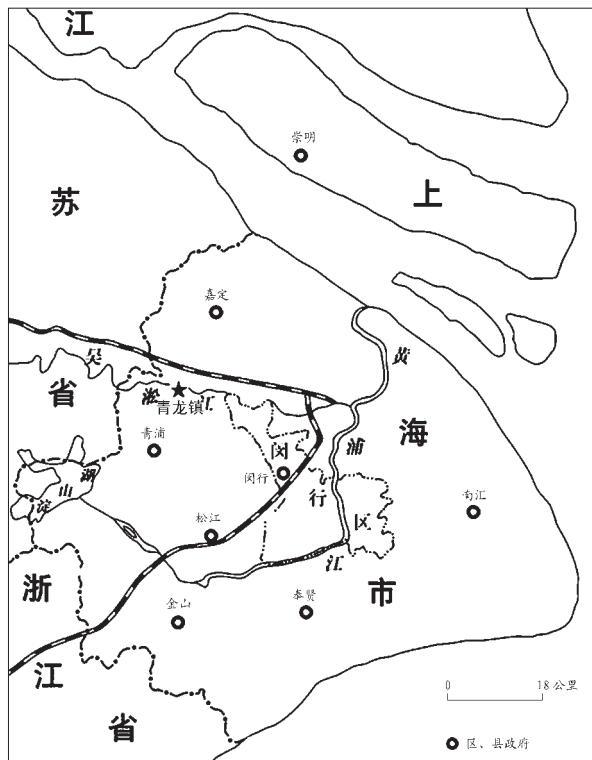 江
苏
省
上
海
市
浙
江
省
崇明
嘉定
吴
淞
江
青龙镇
青浦
黄
浦
江
闵
行
区
闵行
淀
山
湖
松江
南汇
金山
奉贤
0 18公里
区、县政府